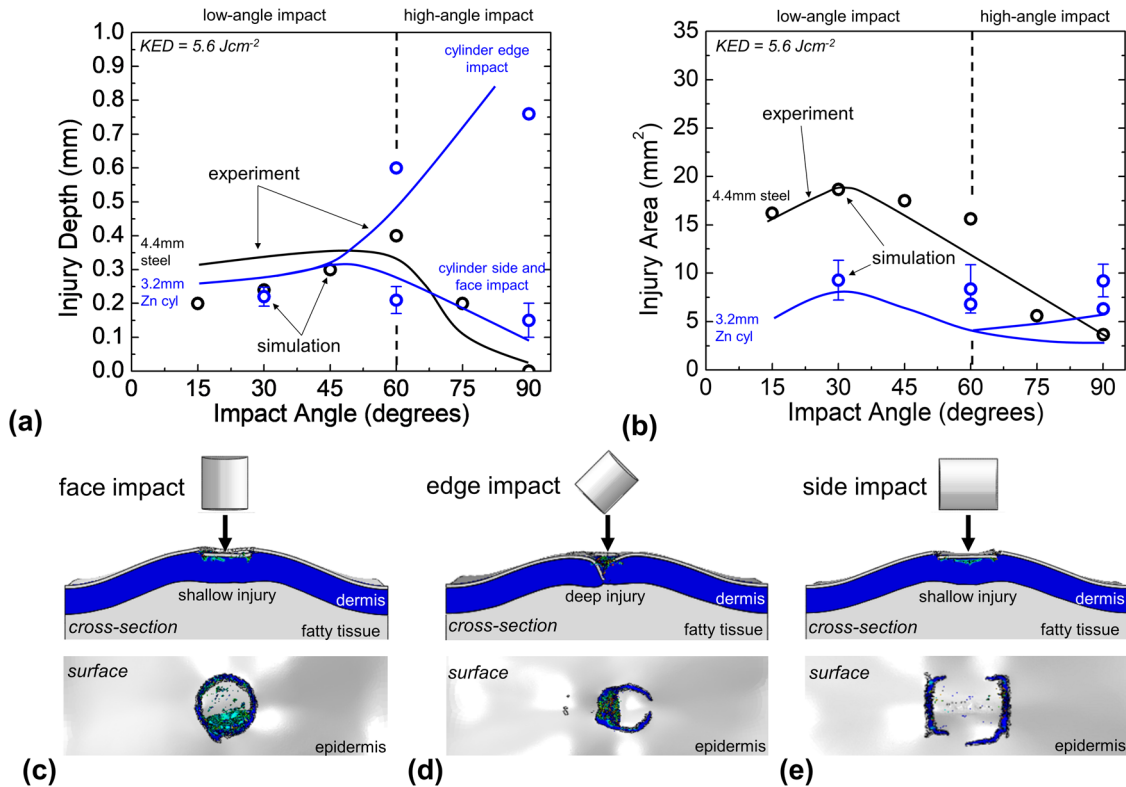 low-angle impact
high-angle impact
KED = 5.6 Jcm-2
cylinder edge
impact
experiment
4.4mm
steel
3.2mm
Zn cyl
cylinder side and
face impact
simulation
Injury Depth (mm)
1.0
0.9
0.8
0.7
0.6
0.5
0.4
0.3
0.2
0.1
0.0
0
15
30
45
60
75
90
Impact Angle (degrees)
(a)
low-angle impact
high-angle impact
KED = 5.6 Jcm-2
experiment
4.4mm steel
simulation
3.2mm
Zn cyl
Injury Area (mm2)
35
30
25
20
15
10
5
0
0
15
30
45
60
75
90
Impact Angle (degrees)
(b)
face impact
shallow injury
dermis
cross-section
fatty tissue
surface
epidermis
(c)
edge impact
deep injury
dermis
cross-section
fatty tissue
surface
epidermis
(d)
side impact
shallow injury
dermis
cross-section
fatty tissue
surface
epidermis
(e)